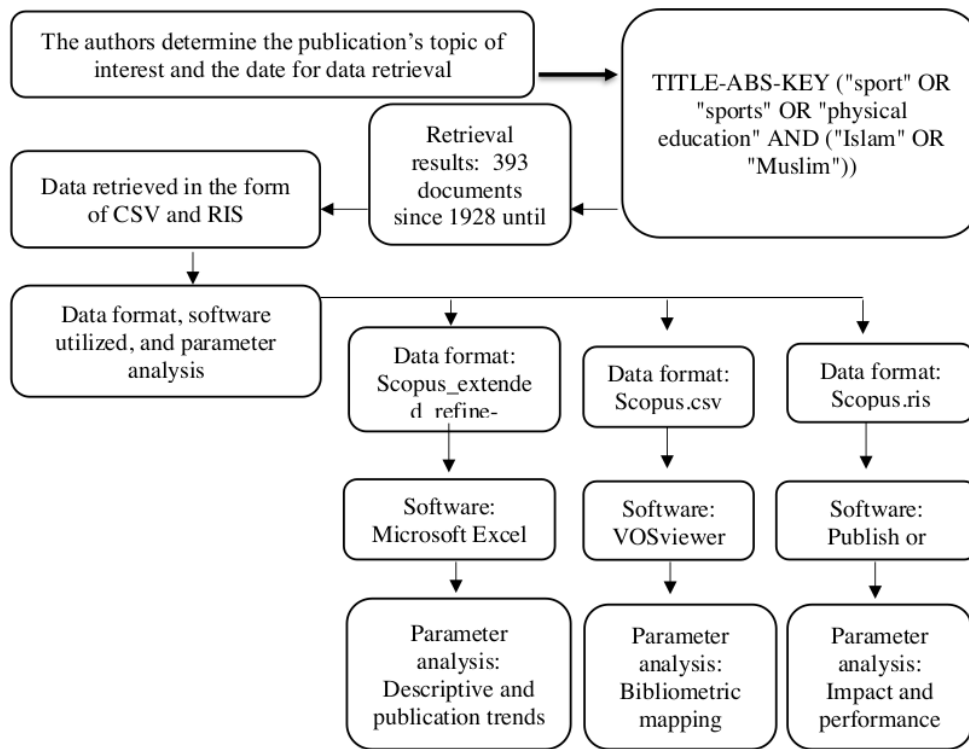 The authors determine the publication's topic of
interest and the date for data retrieval
TITLE-ABS-KEY ("sport" OR
"sports" OR "physical
education" AND ("Islam" OR
"Muslim"))
Retrieval
results:  393
documents
since 1928 until
Data retrieved in the form
of CSV and RIS
Data format, software
utilized, and parameter
analysis
Data format:
Scopus_extende
d_refine-
Software:
Microsoft Excel
Parameter
analysis:
Descriptive and
publication trends
Data format:
Scopus.csv
Software:
VOSviewer
Parameter
analysis:
Bibliometric
mapping
Data format:
Scopus.ris
Software:
Publish or
Parameter
analysis:
Impact and
performance